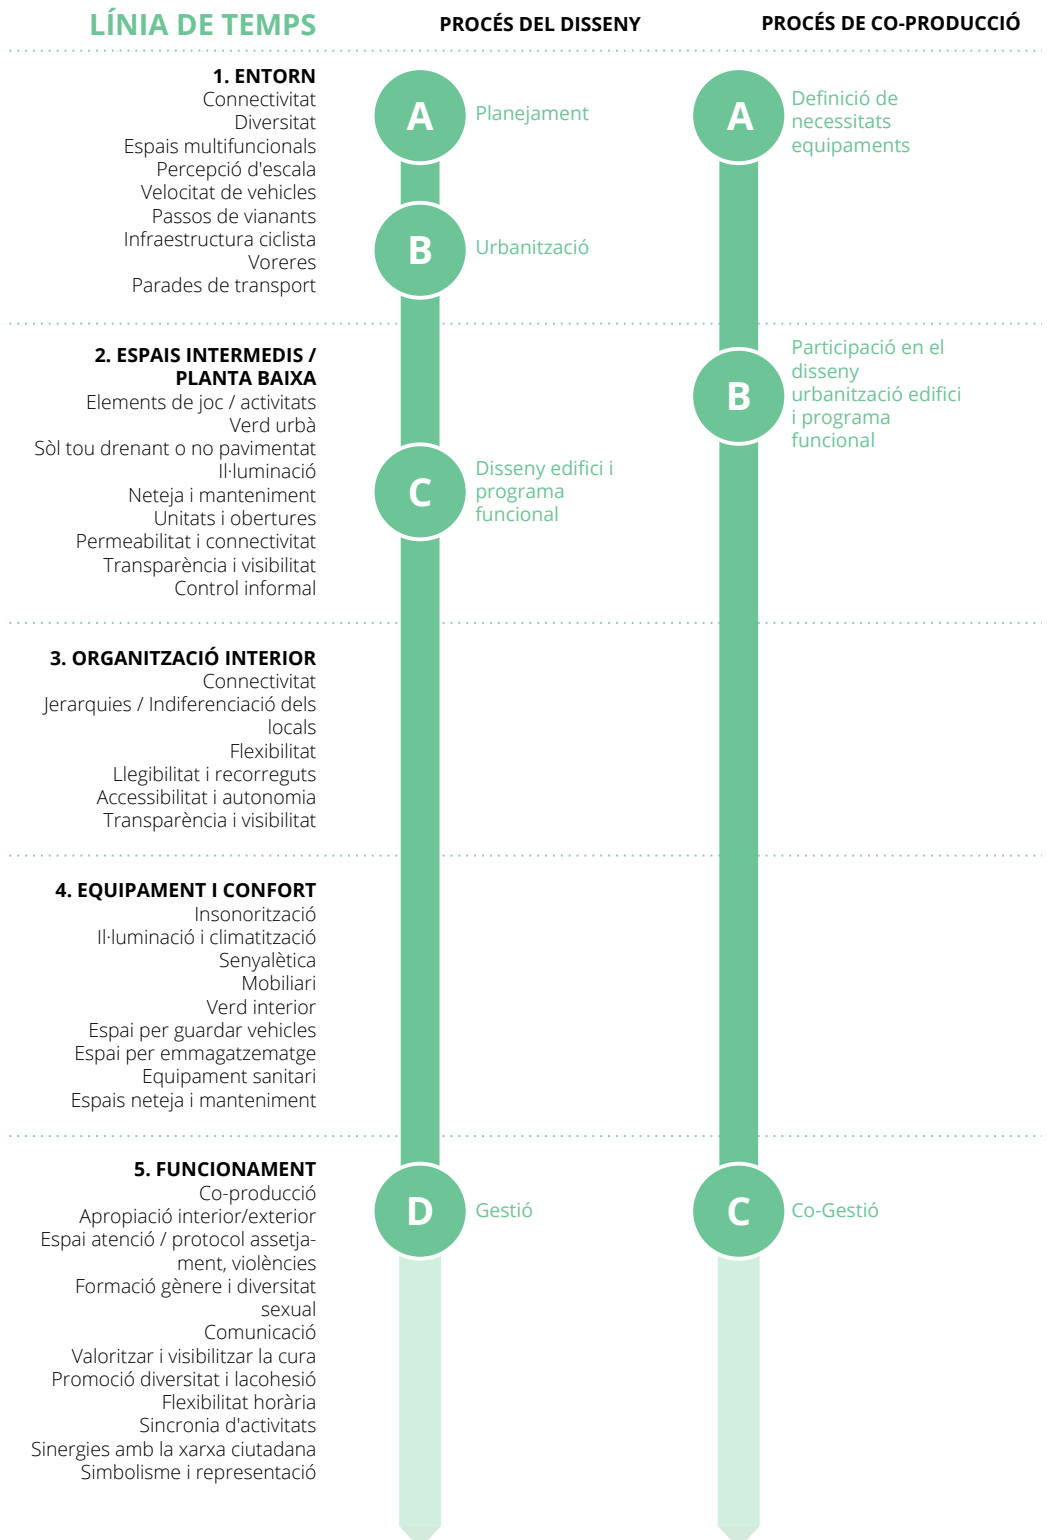 LÍNIA DE TEMPS
PROCÉS DEL DISSENY
PROCÉS DE CO-PRODUCCIÓ
1. ENTORN
Connectivitat
Diversitat
Espais multifuncionals
Percepció d'escala
Velocitat de vehicles
Passos de vianants
Infraestructura ciclista
Voreres
Parades de transport
A
Planejament
B
Urbanització
A
Definició de
necessitats
equipaments
2. ESPAIS INTERMEDIS /
PLANTA BAIXA
Elements de joc / activitats
Verd urbà
Sòl tou drenant o no pavimentat
Il·luminació
Neteja i manteniment
Unitats i obertures
Permeabilitat i connectivitat
Transparència i visibilitat
Control informal
C
Disseny edifici i
programa
funcional
B
Participació en el
disseny
urbanització edifici
i programa
funcional
3. ORGANITZACIÓ INTERIOR
Connectivitat
Jerarquies / Indiferenciació dels
locals
Flexibilitat
Llegibilitat i recorreguts
Accessibilitat i autonomia
Transparència i visibilitat
4. EQUIPAMENT I CONFORT
Insonorització
Il·luminació i climatització
Senyalètica
Mobiliari
Verd interior
Espai per guardar vehicles
Espai per emmagatzematge
Equipament sanitari
Espais neteja i manteniment
5. FUNCIONAMENT
Co-producció
Apropiació interior/exterior
Espai atenció / protocol assetja-
ment, violències
Formació gènere i diversitat
sexual
Comunicació
Valoritzar i visibilitzar la cura
Promoció diversitat i lacohesió
Flexibilitat horària
Sincronia d'activitats
Sinergies amb la xarxa ciutadana
Simbolisme i representació
D
Gestió
C
Co-Gestió